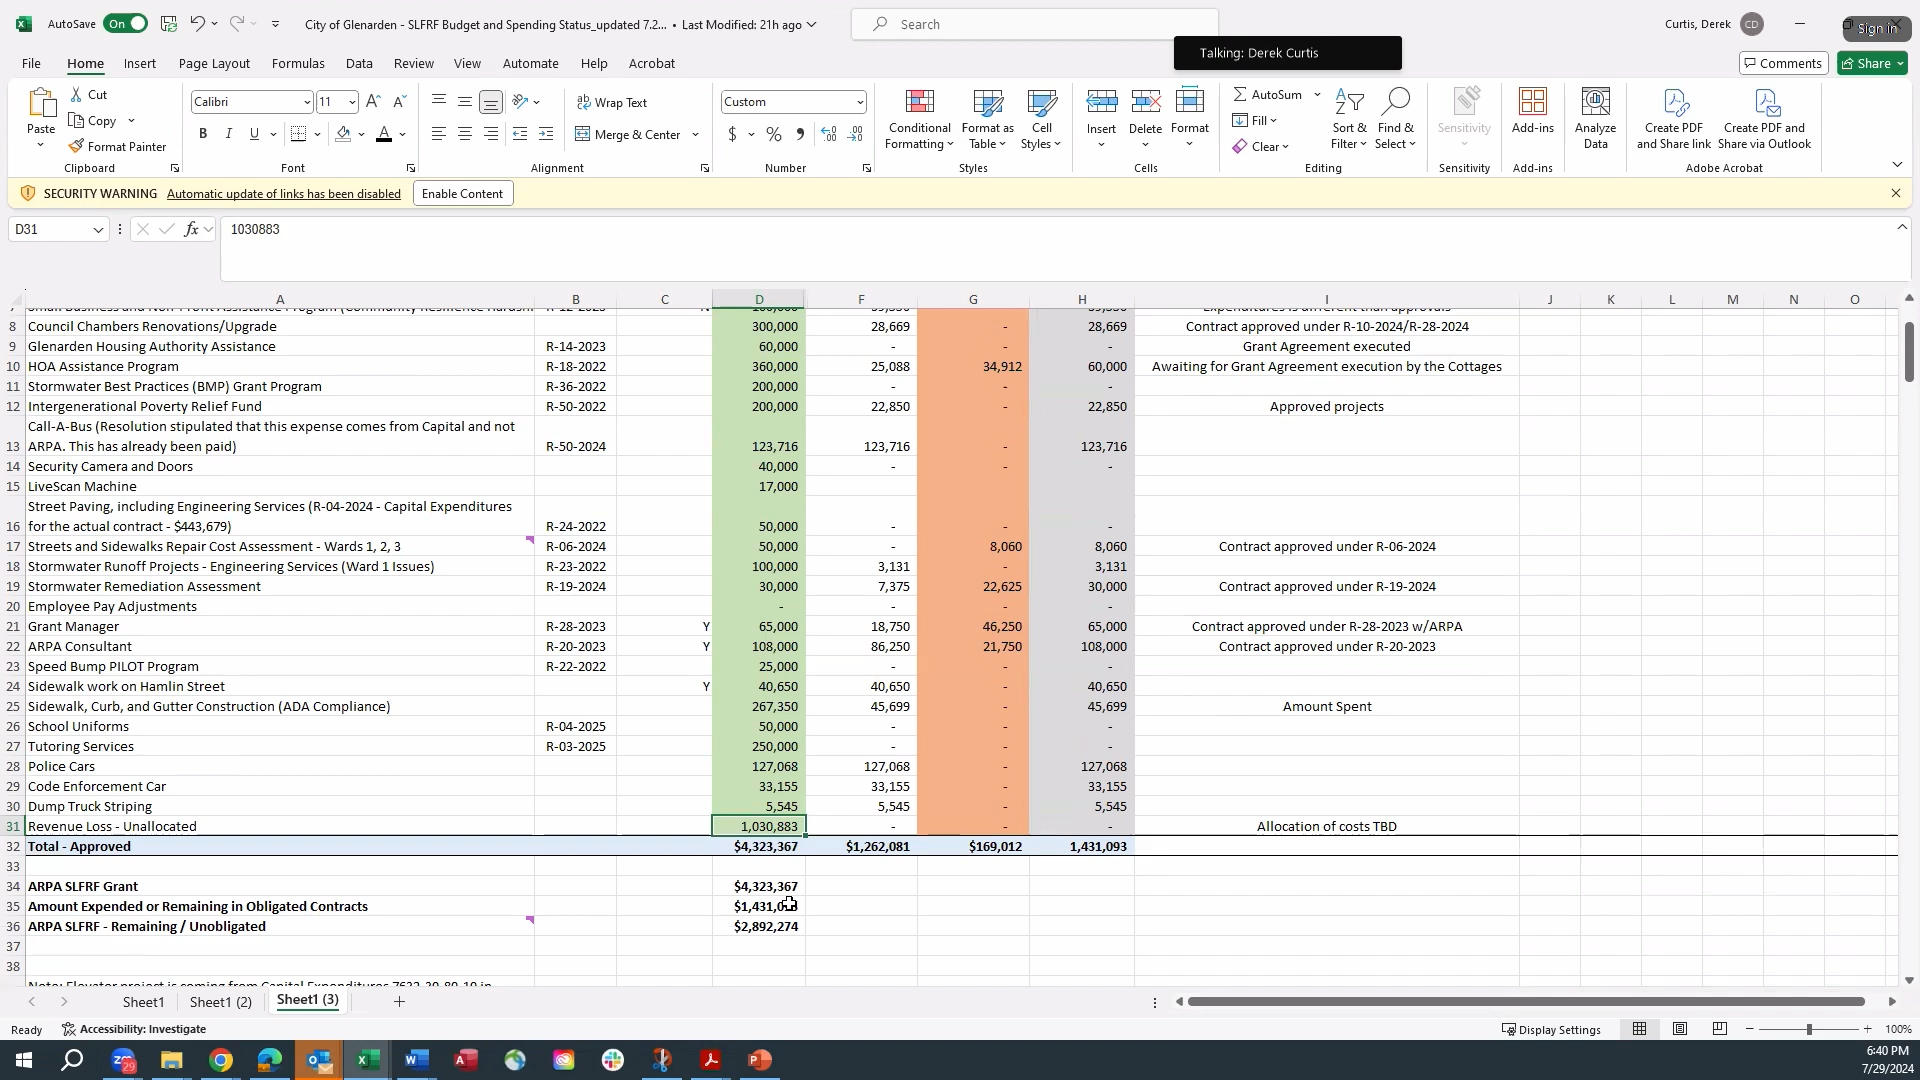 AutoSave On City of Glenarden - SLFRF Budget and Spending Status_updated 7.2... • Last Modified: 21h ago Search Curtis, Derek CD Sign in
Talking: Derek Curtis
File Home Insert Page Layout Formulas Data Review View Automate Help Acrobat Comments Share
Cut Calibri 11 Wrap Text Custom AutoSum
Paste Copy Merge & Center Conditional Formatting Format as Table Cell Styles Insert Delete Format Fill Sort & Filter Find & Select Sensitivity Add-ins Analyze Data Create PDF and Share link Create PDF and Share via Outlook
Format Painter Clear
Clipboard Font Alignment Number Styles Cells Editing Sensitivity Add-ins Adobe Acrobat
SECURITY WARNING Automatic update of links has been disabled Enable Content
D31 fx 1030883
A B C D F G H I J K L M N O
8 Council Chambers Renovations/Upgrade 300,000 28,669 - 28,669 Contract approved under R-10-2024/R-28-2024
9 Glenarden Housing Authority Assistance R-14-2023 60,000 - - - Grant Agreement executed
10 HOA Assistance Program R-18-2022 360,000 25,088 34,912 60,000 Awaiting for Grant Agreement execution by the Cottages
11 Stormwater Best Practices (BMP) Grant Program R-36-2022 200,000 - - -
12 Intergenerational Poverty Relief Fund R-50-2022 200,000 22,850 - 22,850 Approved projects
Call-A-Bus (Resolution stipulated that this expense comes from Capital and not
13 ARPA. This has already been paid) R-50-2024 123,716 123,716 - 123,716
14 Security Camera and Doors 40,000 - - -
15 LiveScan Machine 17,000
Street Paving, including Engineering Services (R-04-2024 - Capital Expenditures
16 for the actual contract - $443,679) R-24-2022 50,000 - - -
17 Streets and Sidewalks Repair Cost Assessment - Wards 1, 2, 3 R-06-2024 50,000 - 8,060 8,060 Contract approved under R-06-2024
18 Stormwater Runoff Projects - Engineering Services (Ward 1 Issues) R-23-2022 100,000 3,131 - 3,131
19 Stormwater Remediation Assessment R-19-2024 30,000 7,375 22,625 30,000 Contract approved under R-19-2024
20 Employee Pay Adjustments - - - -
21 Grant Manager R-28-2023 Y 65,000 18,750 46,250 65,000 Contract approved under R-28-2023 w/ARPA
22 ARPA Consultant R-20-2023 Y 108,000 86,250 21,750 108,000 Contract approved under R-20-2023
23 Speed Bump PILOT Program R-22-2022 25,000 - - -
24 Sidewalk work on Hamlin Street Y 40,650 40,650 - 40,650
25 Sidewalk, Curb, and Gutter Construction (ADA Compliance) 267,350 45,699 - 45,699 Amount Spent
26 School Uniforms R-04-2025 50,000 - - -
27 Tutoring Services R-03-2025 250,000 - - -
28 Police Cars 127,068 127,068 - 127,068
29 Code Enforcement Car 33,155 33,155 - 33,155
30 Dump Truck Striping 5,545 5,545 - 5,545
31 Revenue Loss - Unallocated 1,030,883 - - - Allocation of costs TBD
32 Total - Approved $4,323,367 $1,262,081 $169,012 1,431,093
33
34 ARPA SLFRF Grant $4,323,367
35 Amount Expended or Remaining in Obligated Contracts
36 ARPA SLFRF - Remaining / Unobligated $2,892,274
37
38
Sheet1 Sheet1 (2) Sheet1 (3)
Ready Accessibility: Investigate Display Settings 100%
6:40 PM
7/29/2024